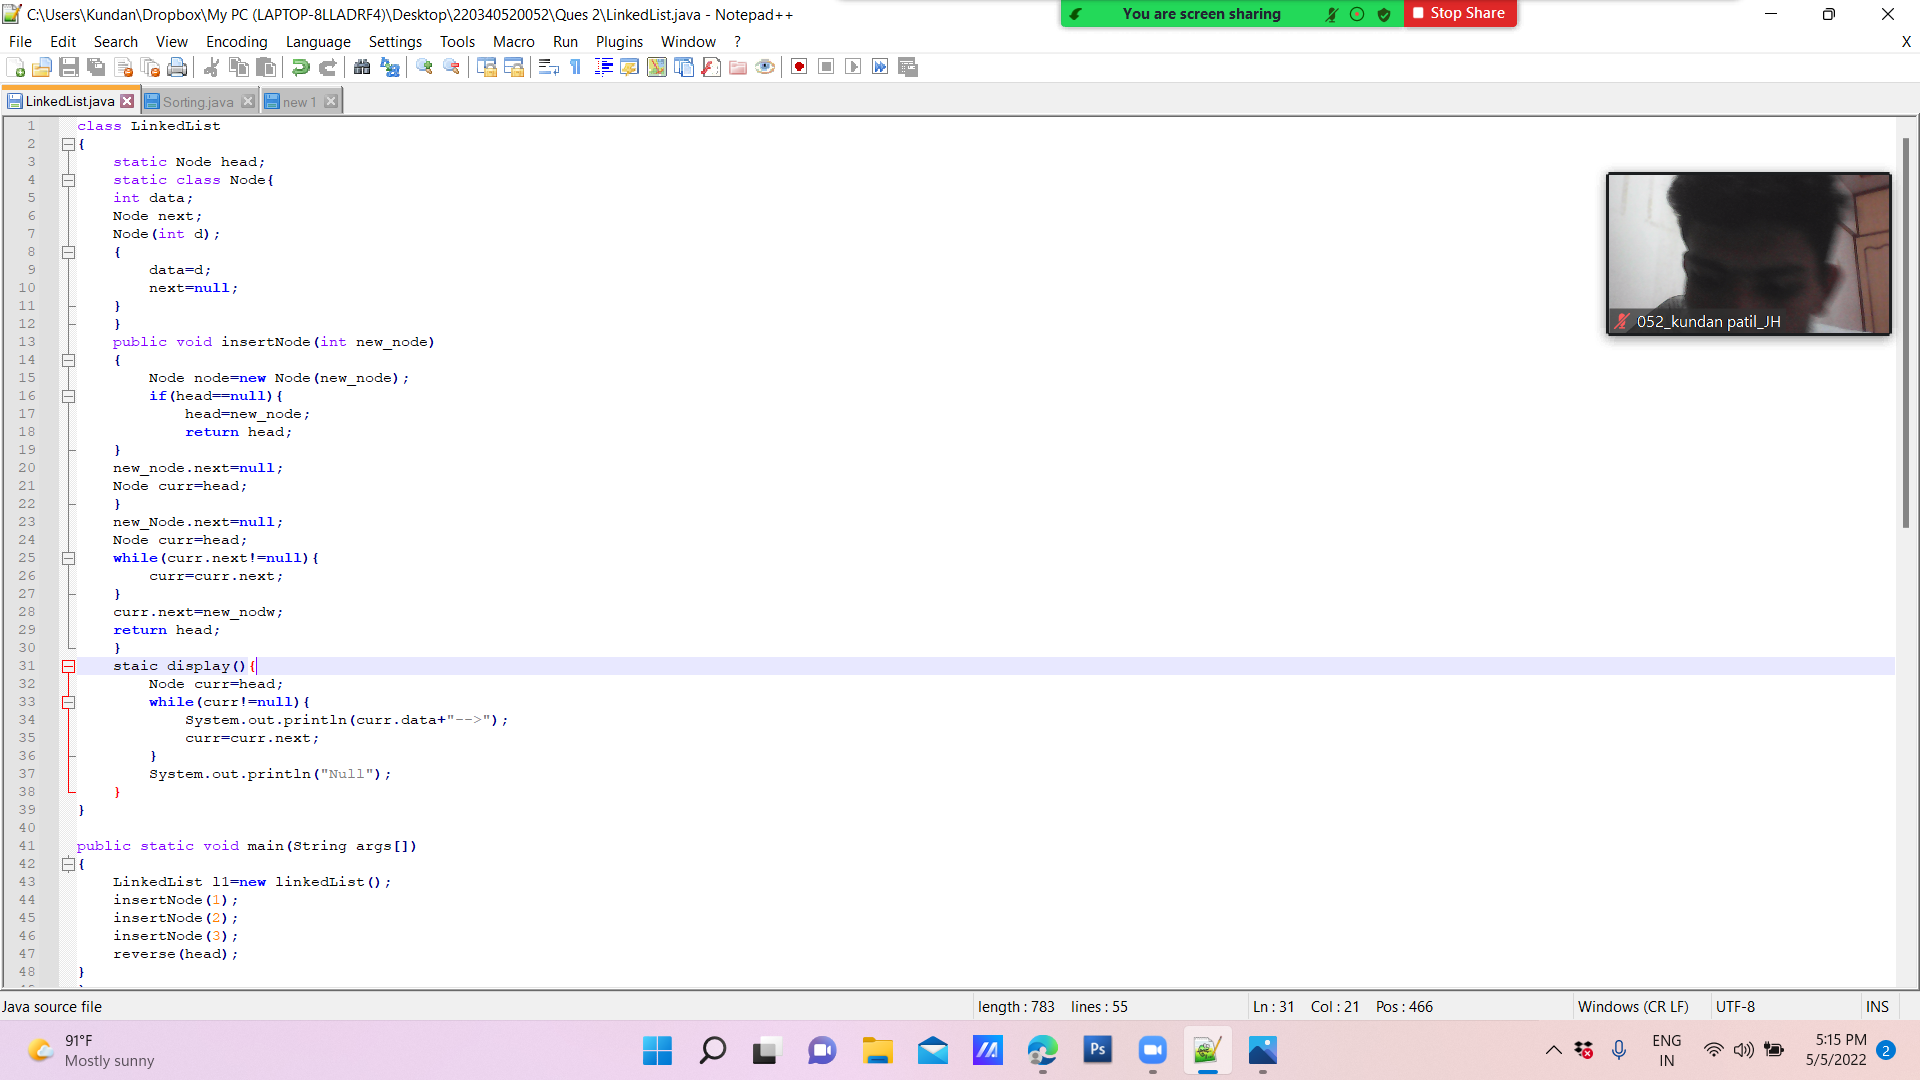 C:\Users\Kundan\Dropbox\My PC (LAPTOP-8LLADRF4)\Desktop\220340520052\Ques 2\LinkedList.java - Notepad++
You are screen sharing
Stop Share
File Edit Search View Encoding Language Settings Tools Macro Run Plugins Window ?
X
LinkedList.java Sorting.java new 1
1 class LinkedList
2 {
3 static Node head;
4 static class Node{
5 int data;
6 Node next;
7 Node(int d);
8 {
9 data=d;
10 next=null;
11 }
12 }
13 public void insertNode(int new_node)
14 {
15 Node node=new Node(new_node);
16 if(head==null){
17 head=new_node;
18 return head;
19 }
20 new_node.next=null;
21 Node curr=head;
22 }
23 new_Node.next=null;
24 Node curr=head;
25 while(curr.next!=null){
26 curr=curr.next;
27 }
28 curr.next=new_nodw;
29 return head;
30 }
31 staic display(){
32 Node curr=head;
33 while(curr!=null){
34 System.out.println(curr.data+"-->");
35 curr=curr.next;
36 }
37 System.out.println("Null");
38 }
39 }
40
41 public static void main(String args[])
42 {
43 LinkedList l1=new linkedList();
44 insertNode(1);
45 insertNode(2);
46 insertNode(3);
47 reverse(head);
48 }
052_kundan patil_JH
Java source file length : 783 lines : 55 Ln : 31 Col : 21 Pos : 466 Windows (CR LF) UTF-8 INS
91°F
Mostly sunny
Ps
ENG
IN
5:15 PM
5/5/2022
2